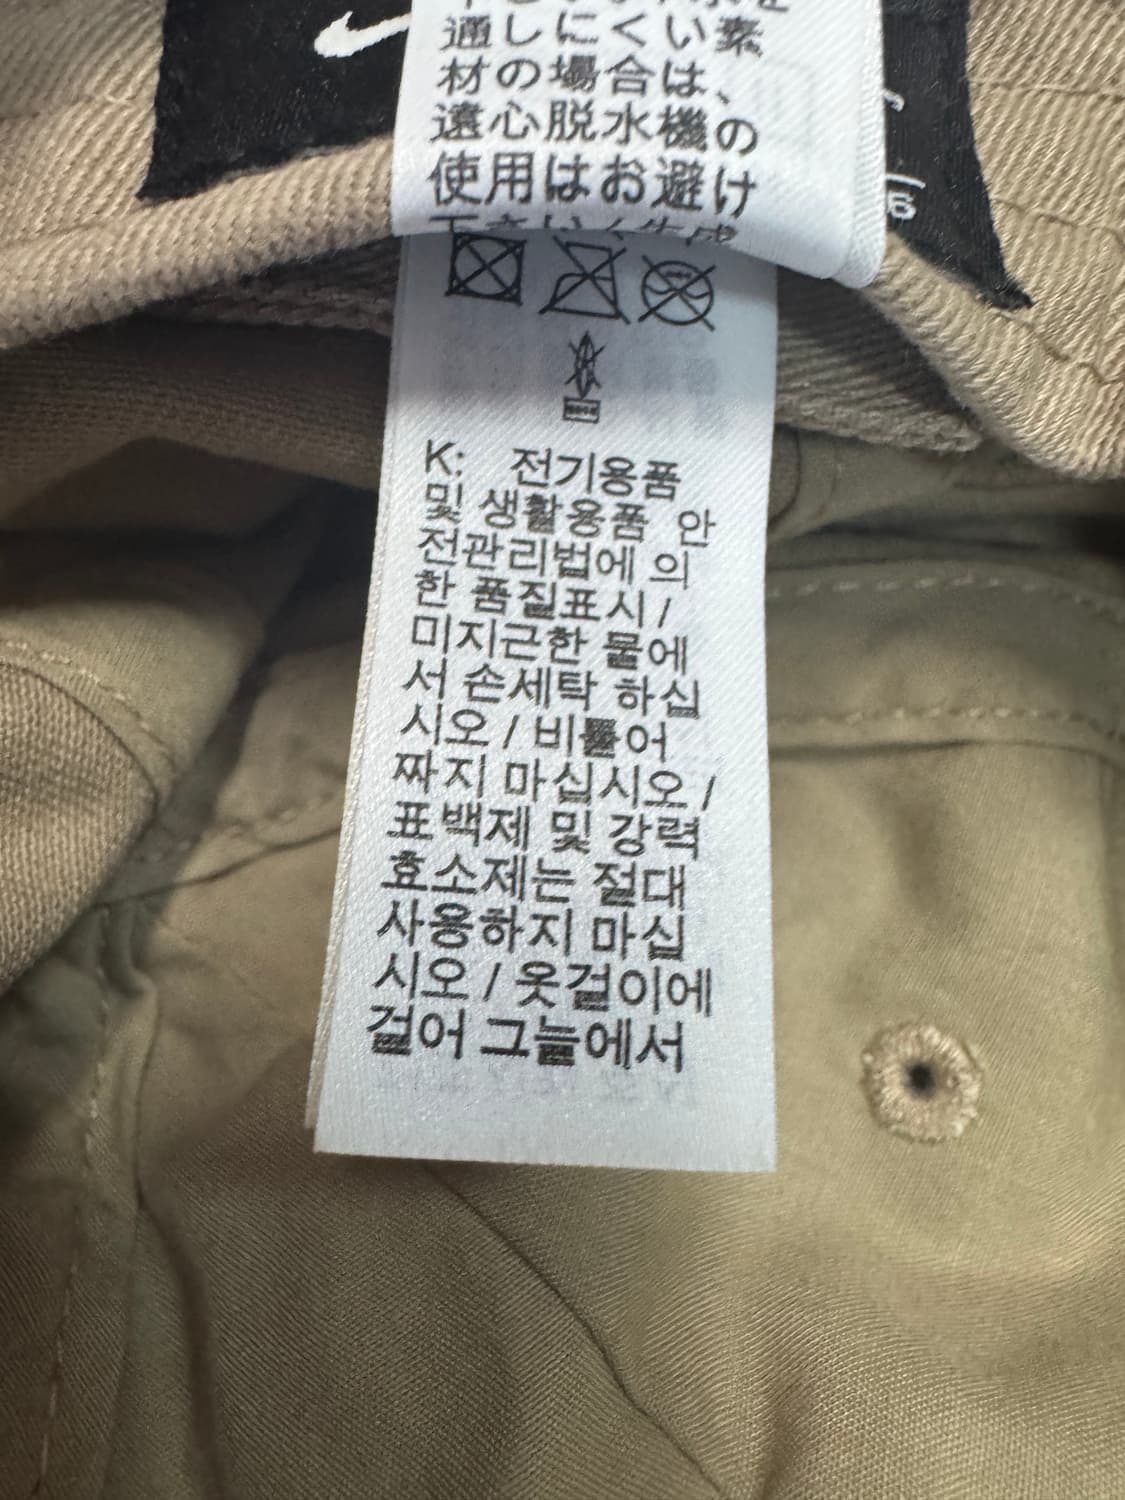 通しにくい素
材の場合は、
遠心脱水機の
使用はお避け
下さい（生成
K: 전기용품
및 생활용품 안
전관리법에 의
한 품질표시 /
미지근한 물에
서 손세탁 하십
시오 / 비틀어
짜지 마십시오 /
표백제 및 강력
효소제는 절대
사용하지 마십
시오 / 옷걸이에
걸어 그늘에서